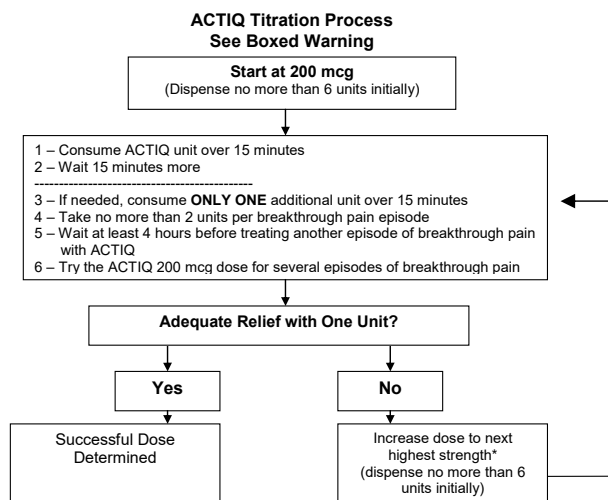 ACTIQ Titration Process
See Boxed Warning
Start at 200 mcg
(Dispense no more than 6 units initially)
1 – Consume ACTIQ unit over 15 minutes
2 – Wait 15 minutes more
---------------------------------------------
3 – If needed, consume ONLY ONE additional unit over 15 minutes
4 – Take no more than 2 units per breakthrough pain episode
5 – Wait at least 4 hours before treating another episode of breakthrough pain
with ACTIQ
6 – Try the ACTIQ 200 mcg dose for several episodes of breakthrough pain
Adequate Relief with One Unit?
Yes
No
Successful Dose
Determined
Increase dose to next
highest strength*
(dispense no more than 6
units initially)